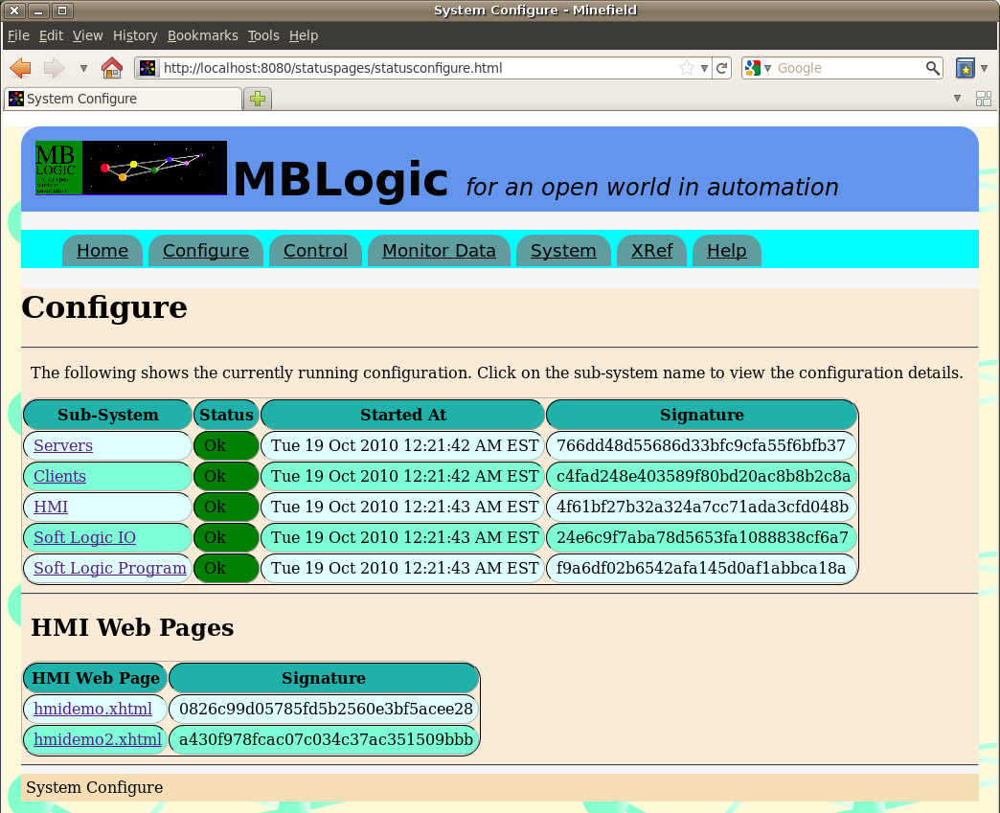 System Configure - Minefield
File Edit View History Bookmarks Tools Help
http://localhost:8080/statuspages/statusconfigure.html Google
System Configure
MB
LOGIC
MBLogic for an open world in automation
Home Configure Control Monitor Data System XRef Help
Configure
The following shows the currently running configuration. Click on the sub-system name to view the configuration details.
Sub-System Status Started At Signature
Servers Ok Tue 19 Oct 2010 12:21:42 AM EST 766dd48d55686d33bfc9cfa55f6bfb37
Clients Ok Tue 19 Oct 2010 12:21:42 AM EST c4fad248e403589f80bd20ac8b8b2c8a
HMI Ok Tue 19 Oct 2010 12:21:43 AM EST 4f61bf27b32a324a7cc71ada3cfd048b
Soft Logic IO Ok Tue 19 Oct 2010 12:21:43 AM EST 24e6c9f7aba78d5653fa1088838cf6a7
Soft Logic Program Ok Tue 19 Oct 2010 12:21:43 AM EST f9a6df02b6542afa145d0af1abbca18a
HMI Web Pages
HMI Web Page Signature
hmidemo.xhtml 0826c99d05785fd5b2560e3bf5acee28
hmidemo2.xhtml a430f978fcac07c034c37ac351509bbb
System Configure